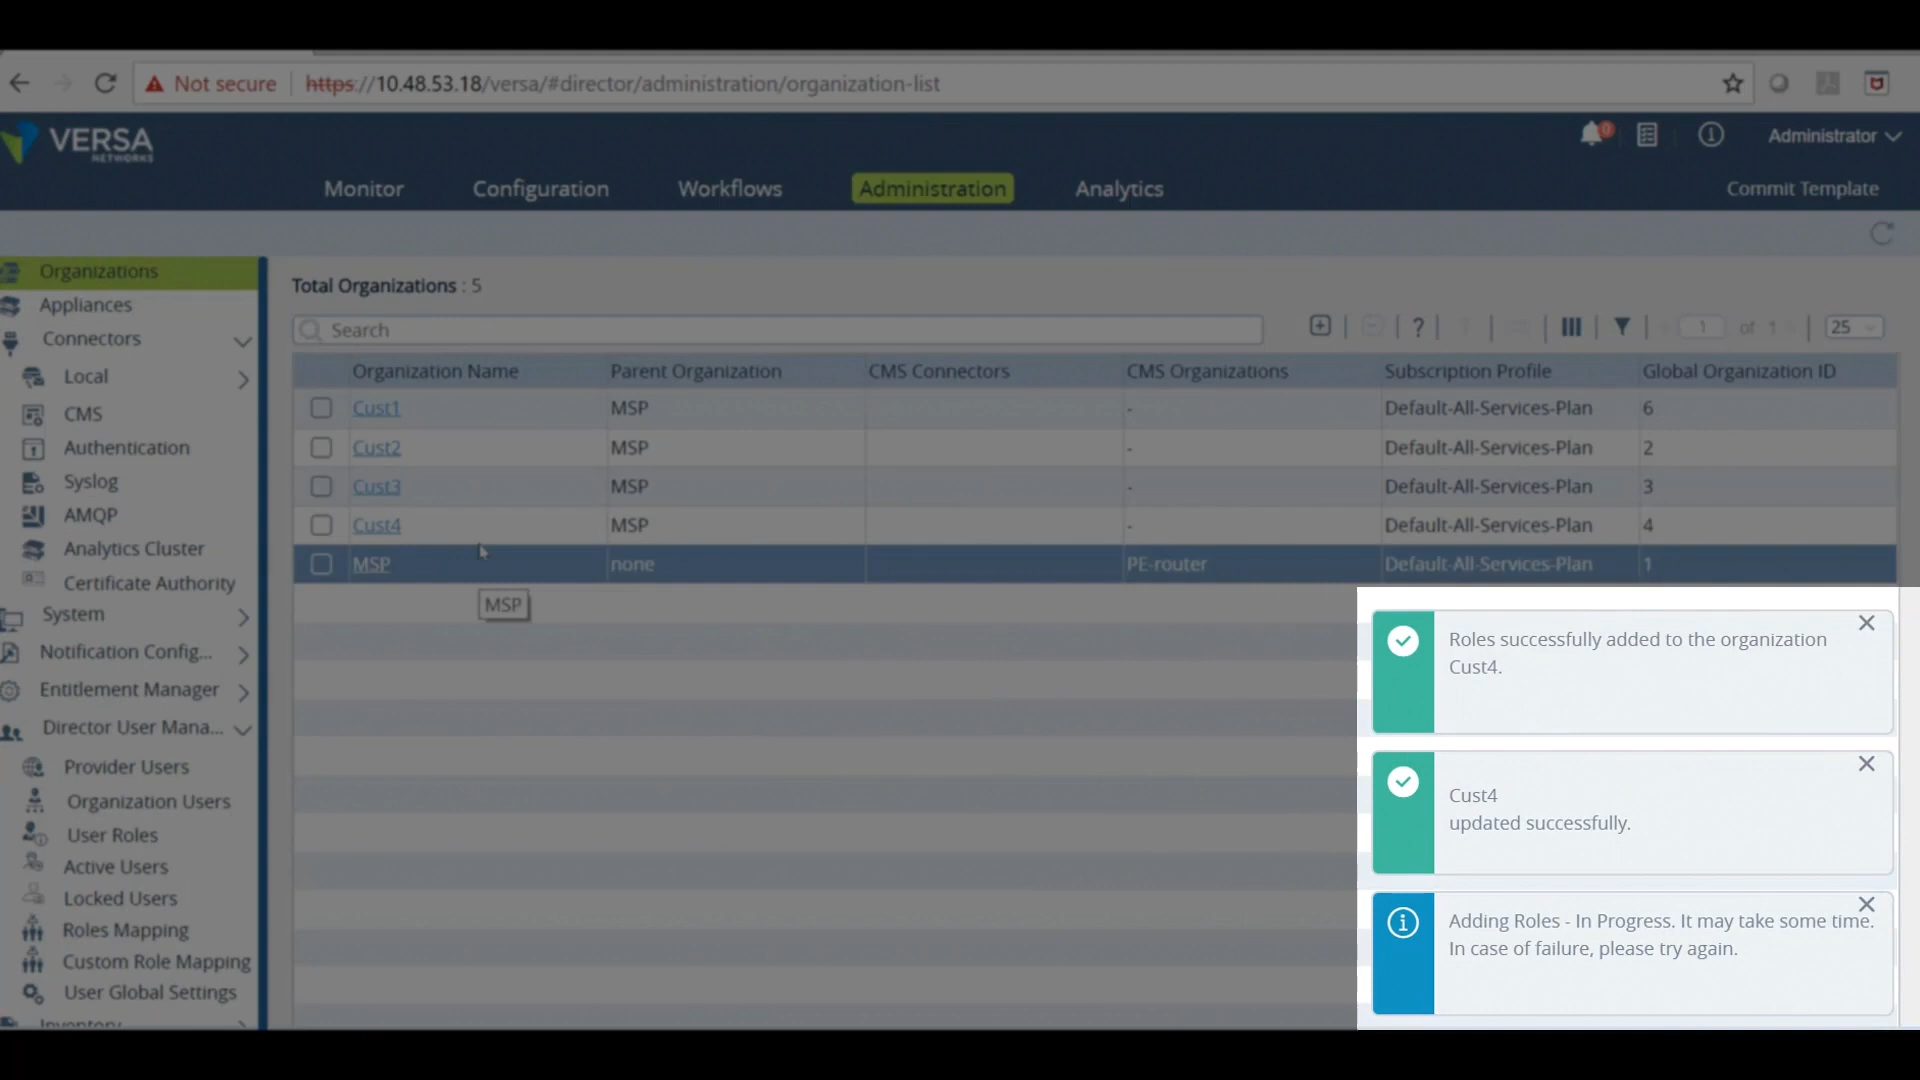 Not secure https://10.48.53.18/versa/#director/administration/organization-list
VERSA
NETWORKS
0
Administrator
Monitor Configuration Workflows Administration Analytics Commit Template
Organizations
Appliances
Connectors
Local
CMS
Authentication
Syslog
AMQP
Analytics Cluster
Certificate Authority
System
Notification Config...
Entitlement Manager
Director User Mana...
Provider Users
Organization Users
User Roles
Active Users
Locked Users
Roles Mapping
Custom Role Mapping
User Global Settings
Inventory
Total Organizations : 5
Search ? 1 of 1 25
Organization Name Parent Organization CMS Connectors CMS Organizations Subscription Profile Global Organization ID
Cust1 MSP - Default-All-Services-Plan 6
Cust2 MSP - Default-All-Services-Plan 2
Cust3 MSP - Default-All-Services-Plan 3
Cust4 MSP - Default-All-Services-Plan 4
MSP none PE-router Default-All-Services-Plan 1
MSP
Roles successfully added to the organization
Cust4.
Cust4
updated successfully.
Adding Roles - In Progress. It may take some time.
In case of failure, please try again.